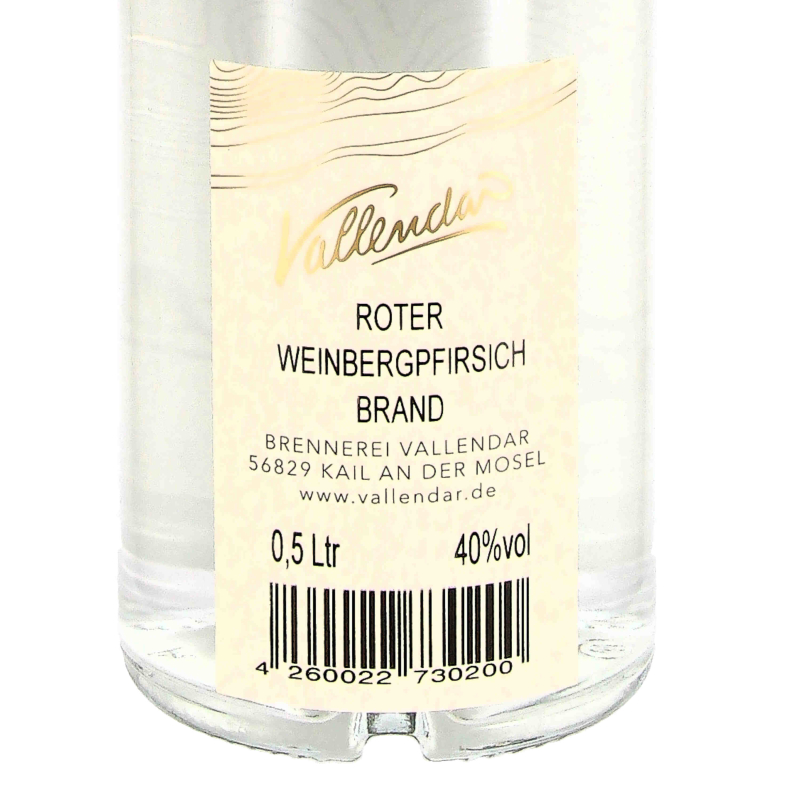 Vallendar
ROTER
WEINBERGPFIRSICH
BRAND
BRENNEREI VALLENDAR
56829 KAIL AN DER MOSEL
www.vallendar.de
0,5 Ltr 40%vol
4 260022 730200